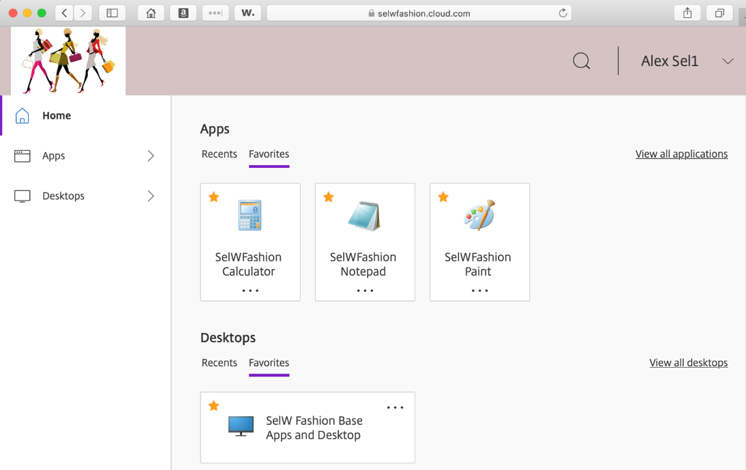 W.
selwfashion.cloud.com
Alex Sel1
Home
Apps
Desktops
Apps
Recents Favorites View all applications
SelWFashion
Calculator
SelWFashion
Notepad
SelWFashion
Paint
Desktops
Recents Favorites View all desktops
SelW Fashion Base
Apps and Desktop